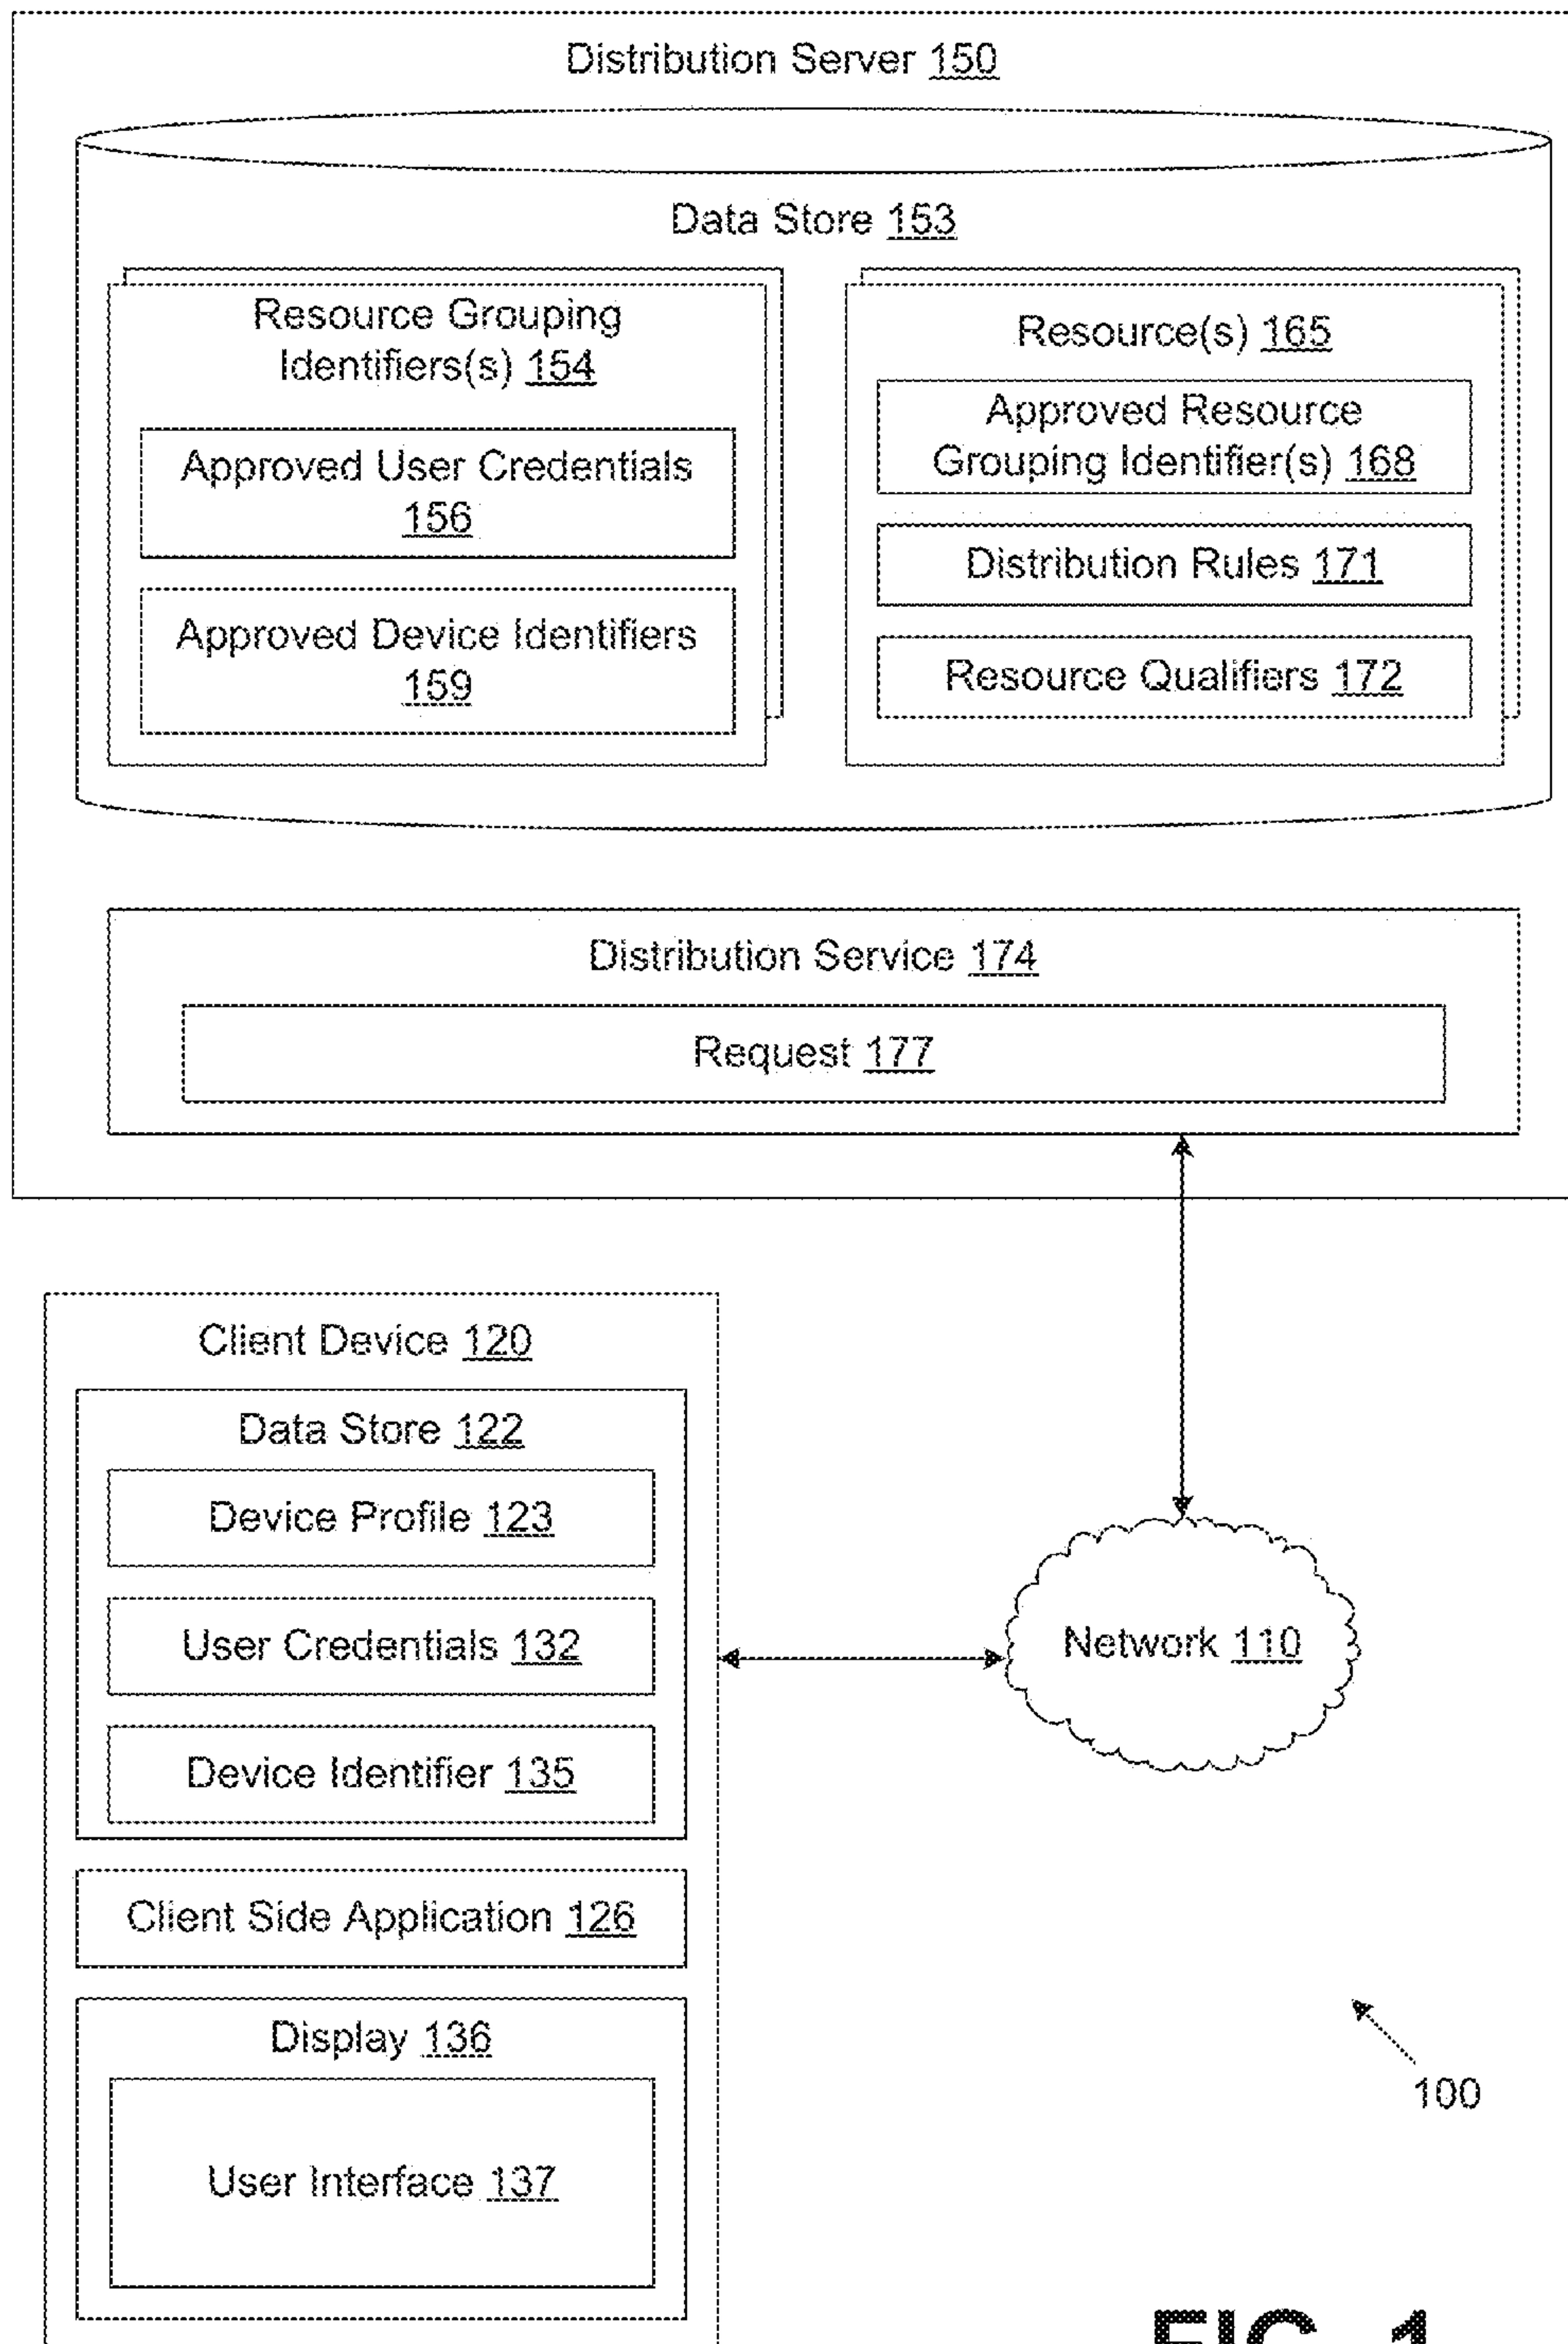 Distribution Server 150
Data Store 153
Resource Grouping
Identifiers(s) 154
Approved User Credentials
156
Approved Device Identifiers
159
Resource(s) 165
Approved Resource
Grouping Identifier(s) 168
Distribution Rules 171
Resource Qualifiers 172
Distribution Service 174
Request 177
Client Device 120
Data Store 122
Device Profile 123
User Credentials 132
Device Identifier 135
Client Side Application 126
Display 136
User Interface 137
Network 110
100
FIG. 1